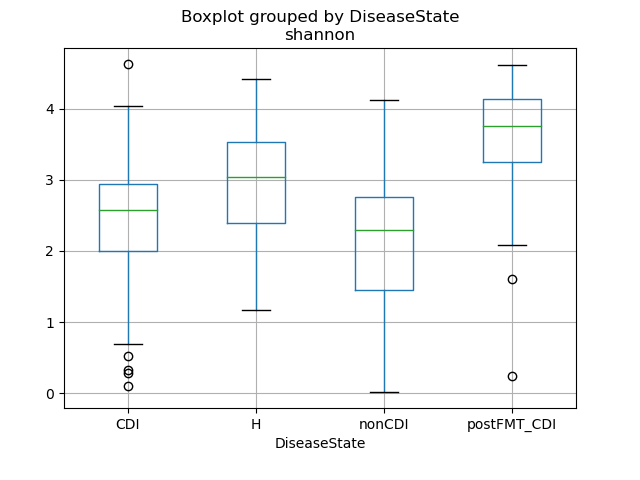 Boxplot grouped by DiseaseState
shannon
4
3
2
1
0
CDI
H
nonCDI
postFMT_CDI
DiseaseState